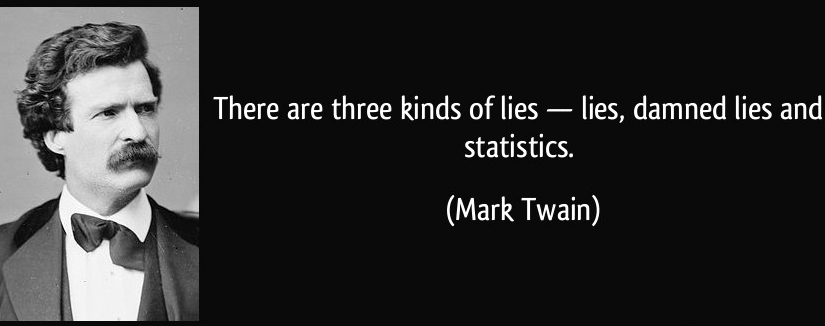 There are three kinds of lies — lies, damned lies and
statistics.
(Mark Twain)